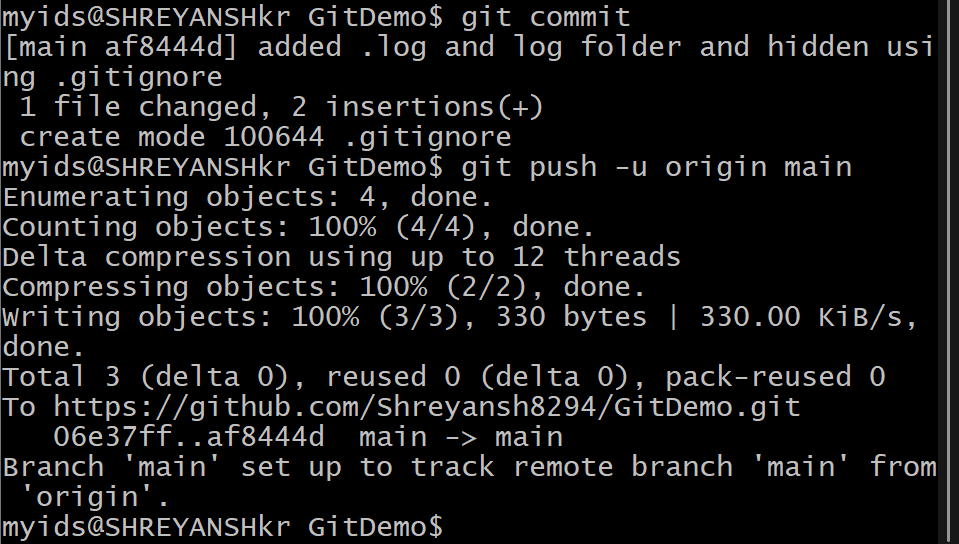 myids@SHREYANSHkr GitDemo$ git commit
[main af8444d] added .log and log folder and hidden usi
ng .gitignore
 1 file changed, 2 insertions(+)
 create mode 100644 .gitignore
myids@SHREYANSHkr GitDemo$ git push -u origin main
Enumerating objects: 4, done.
Counting objects: 100% (4/4), done.
Delta compression using up to 12 threads
Compressing objects: 100% (2/2), done.
Writing objects: 100% (3/3), 330 bytes | 330.00 KiB/s,
done.
Total 3 (delta 0), reused 0 (delta 0), pack-reused 0
To https://github.com/Shreyansh8294/GitDemo.git
   06e37ff..af8444d  main -> main
Branch 'main' set up to track remote branch 'main' from
 'origin'.
myids@SHREYANSHkr GitDemo$